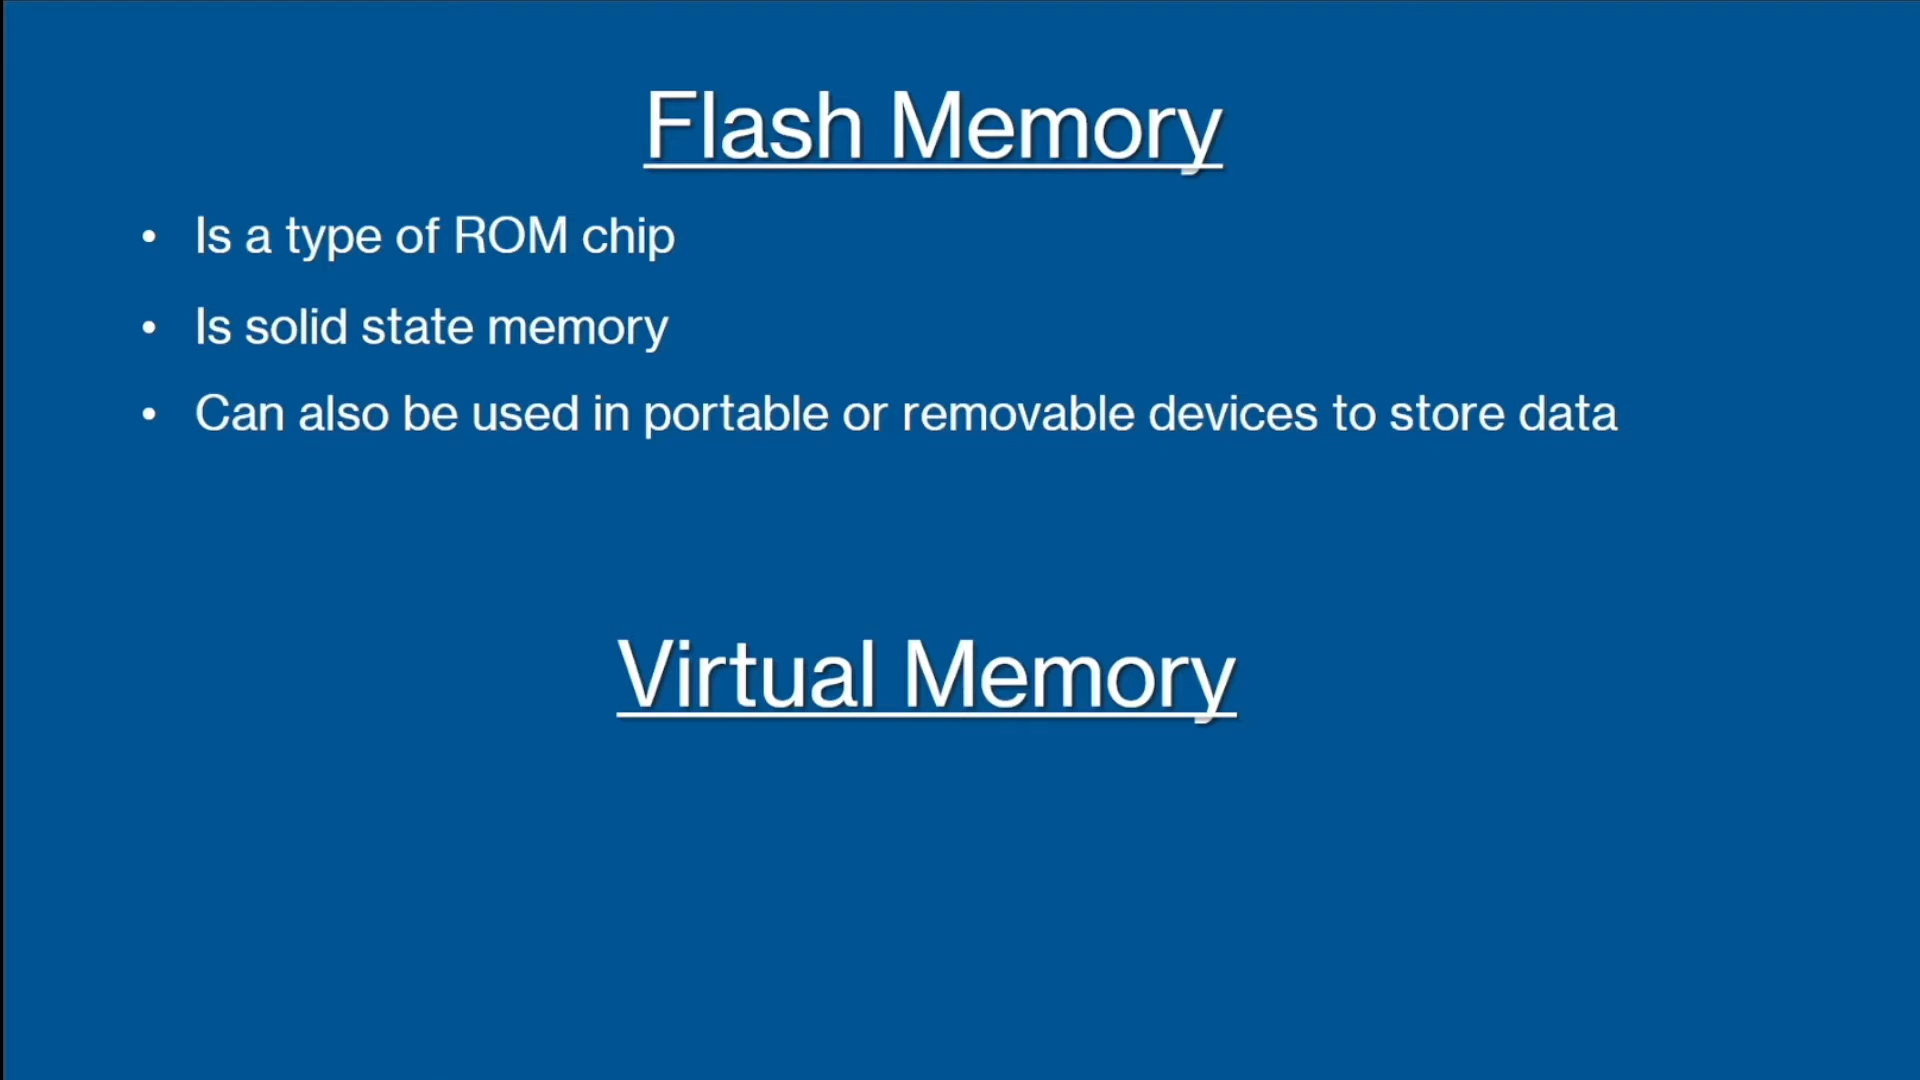 Flash Memory
• Is a type of ROM chip
• Is solid state memory
• Can also be used in portable or removable devices to store data
Virtual Memory